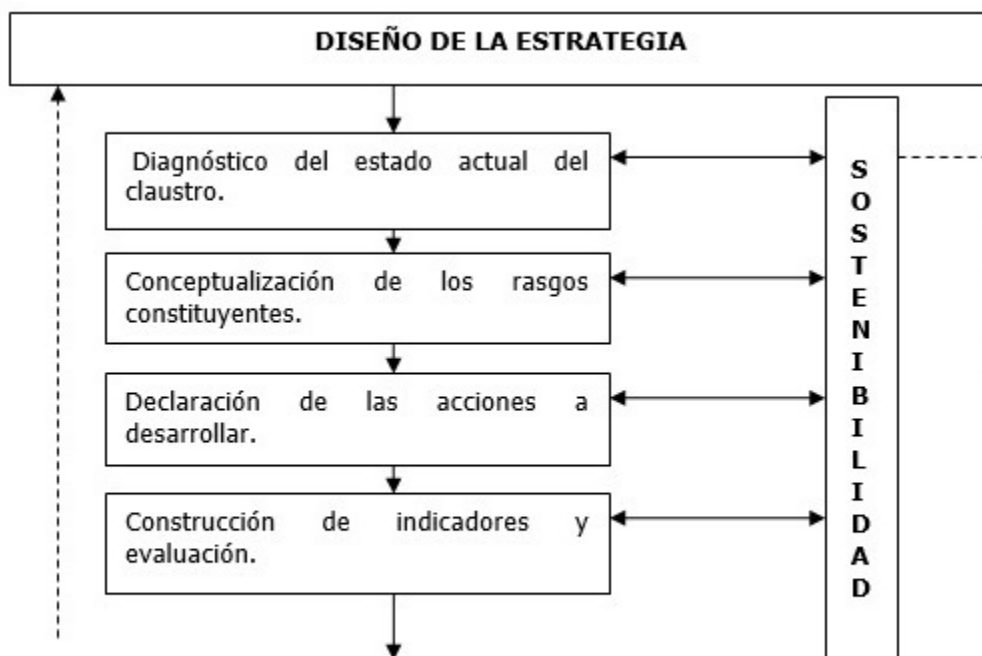 DISEÑO DE LA ESTRATEGIA
Diagnóstico del estado actual del
claustro.
Conceptualización de los rasgos
constituyentes.
Declaración de las acciones a
desarrollar.
Construcción de indicadores y
evaluación.
SOSTENIBILIDAD